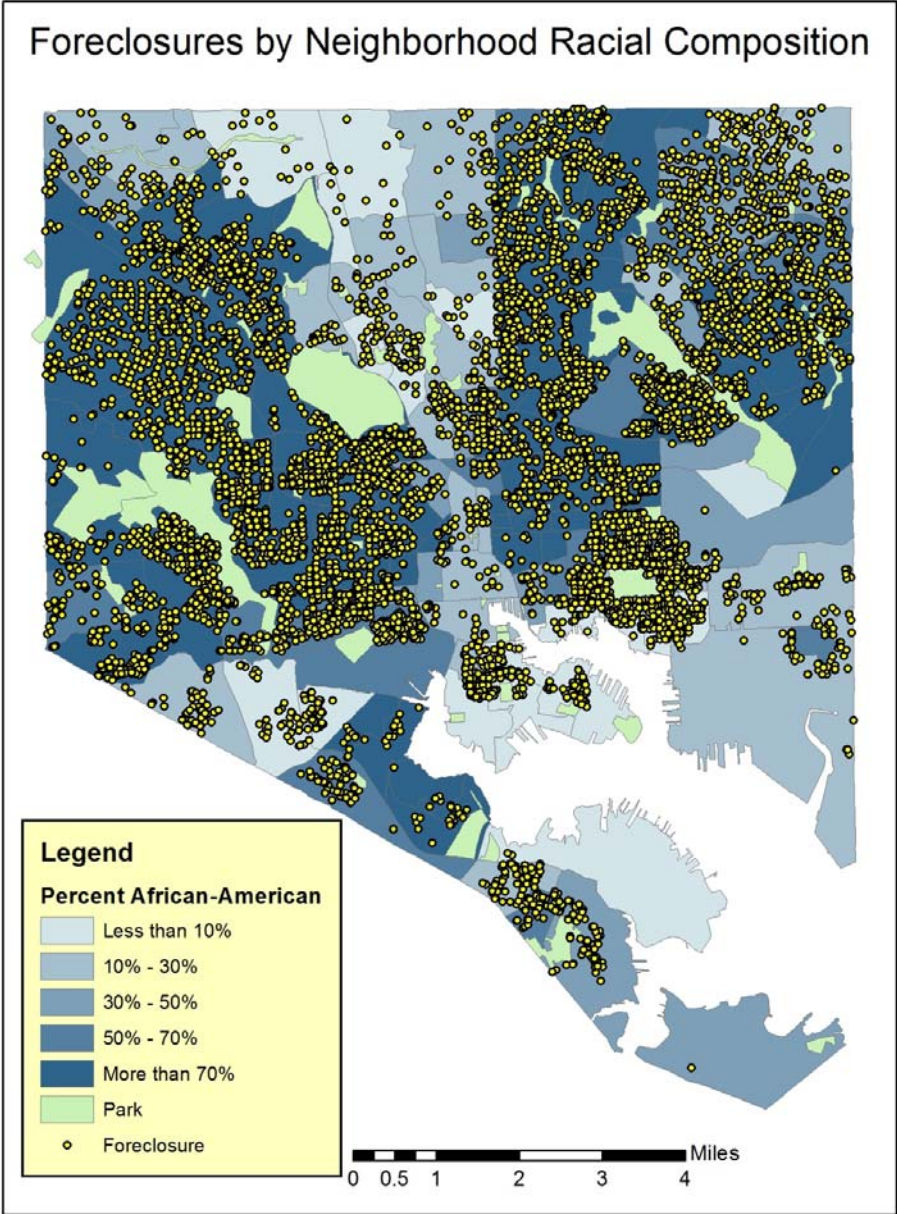 Foreclosures by Neighborhood Racial Composition
Legend
Percent African-American
Less than 10%
10% - 30%
30% - 50%
50% - 70%
More than 70%
Park
Foreclosure
Miles
0 0.5 1 2 3 4